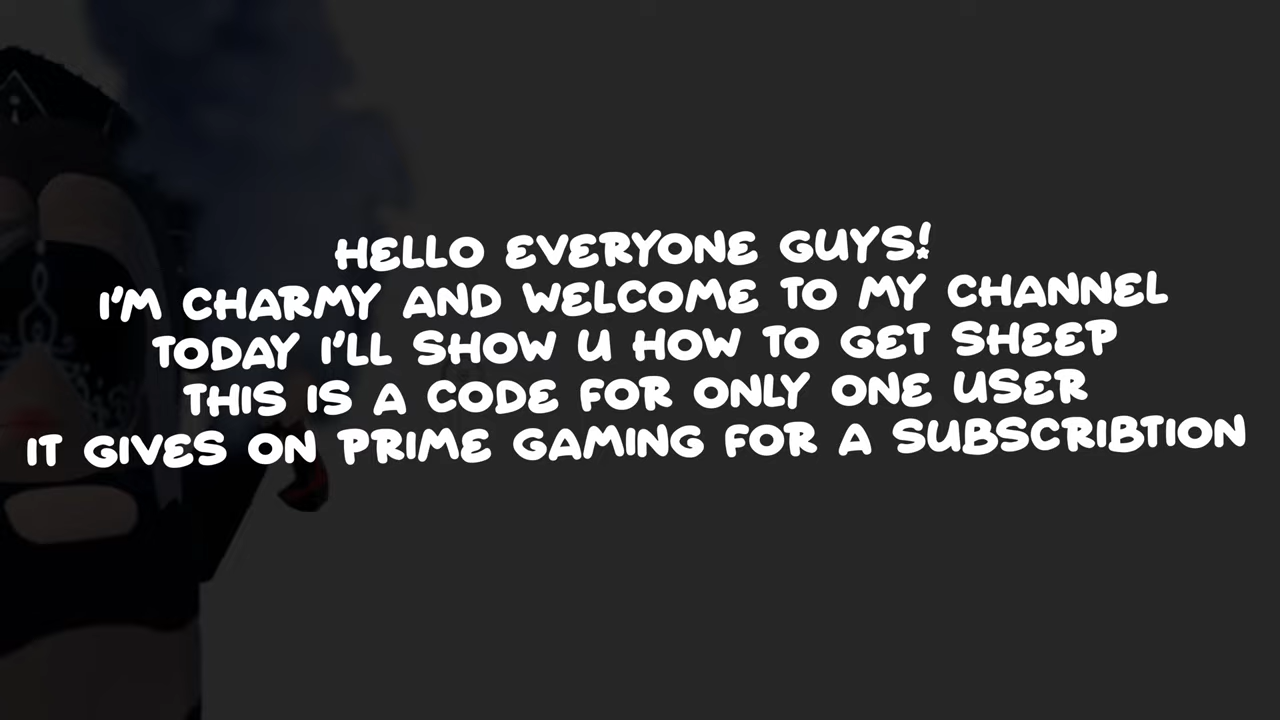 HELLO EVERYONE GUYS!
I'M CHARMY AND WELCOME TO MY CHANNEL
TODAY I'LL SHOW U HOW TO GET SHEEP
THIS IS A CODE FOR ONLY ONE USER
IT GIVES ON PRIME GAMING FOR A SUBSCRIBTION